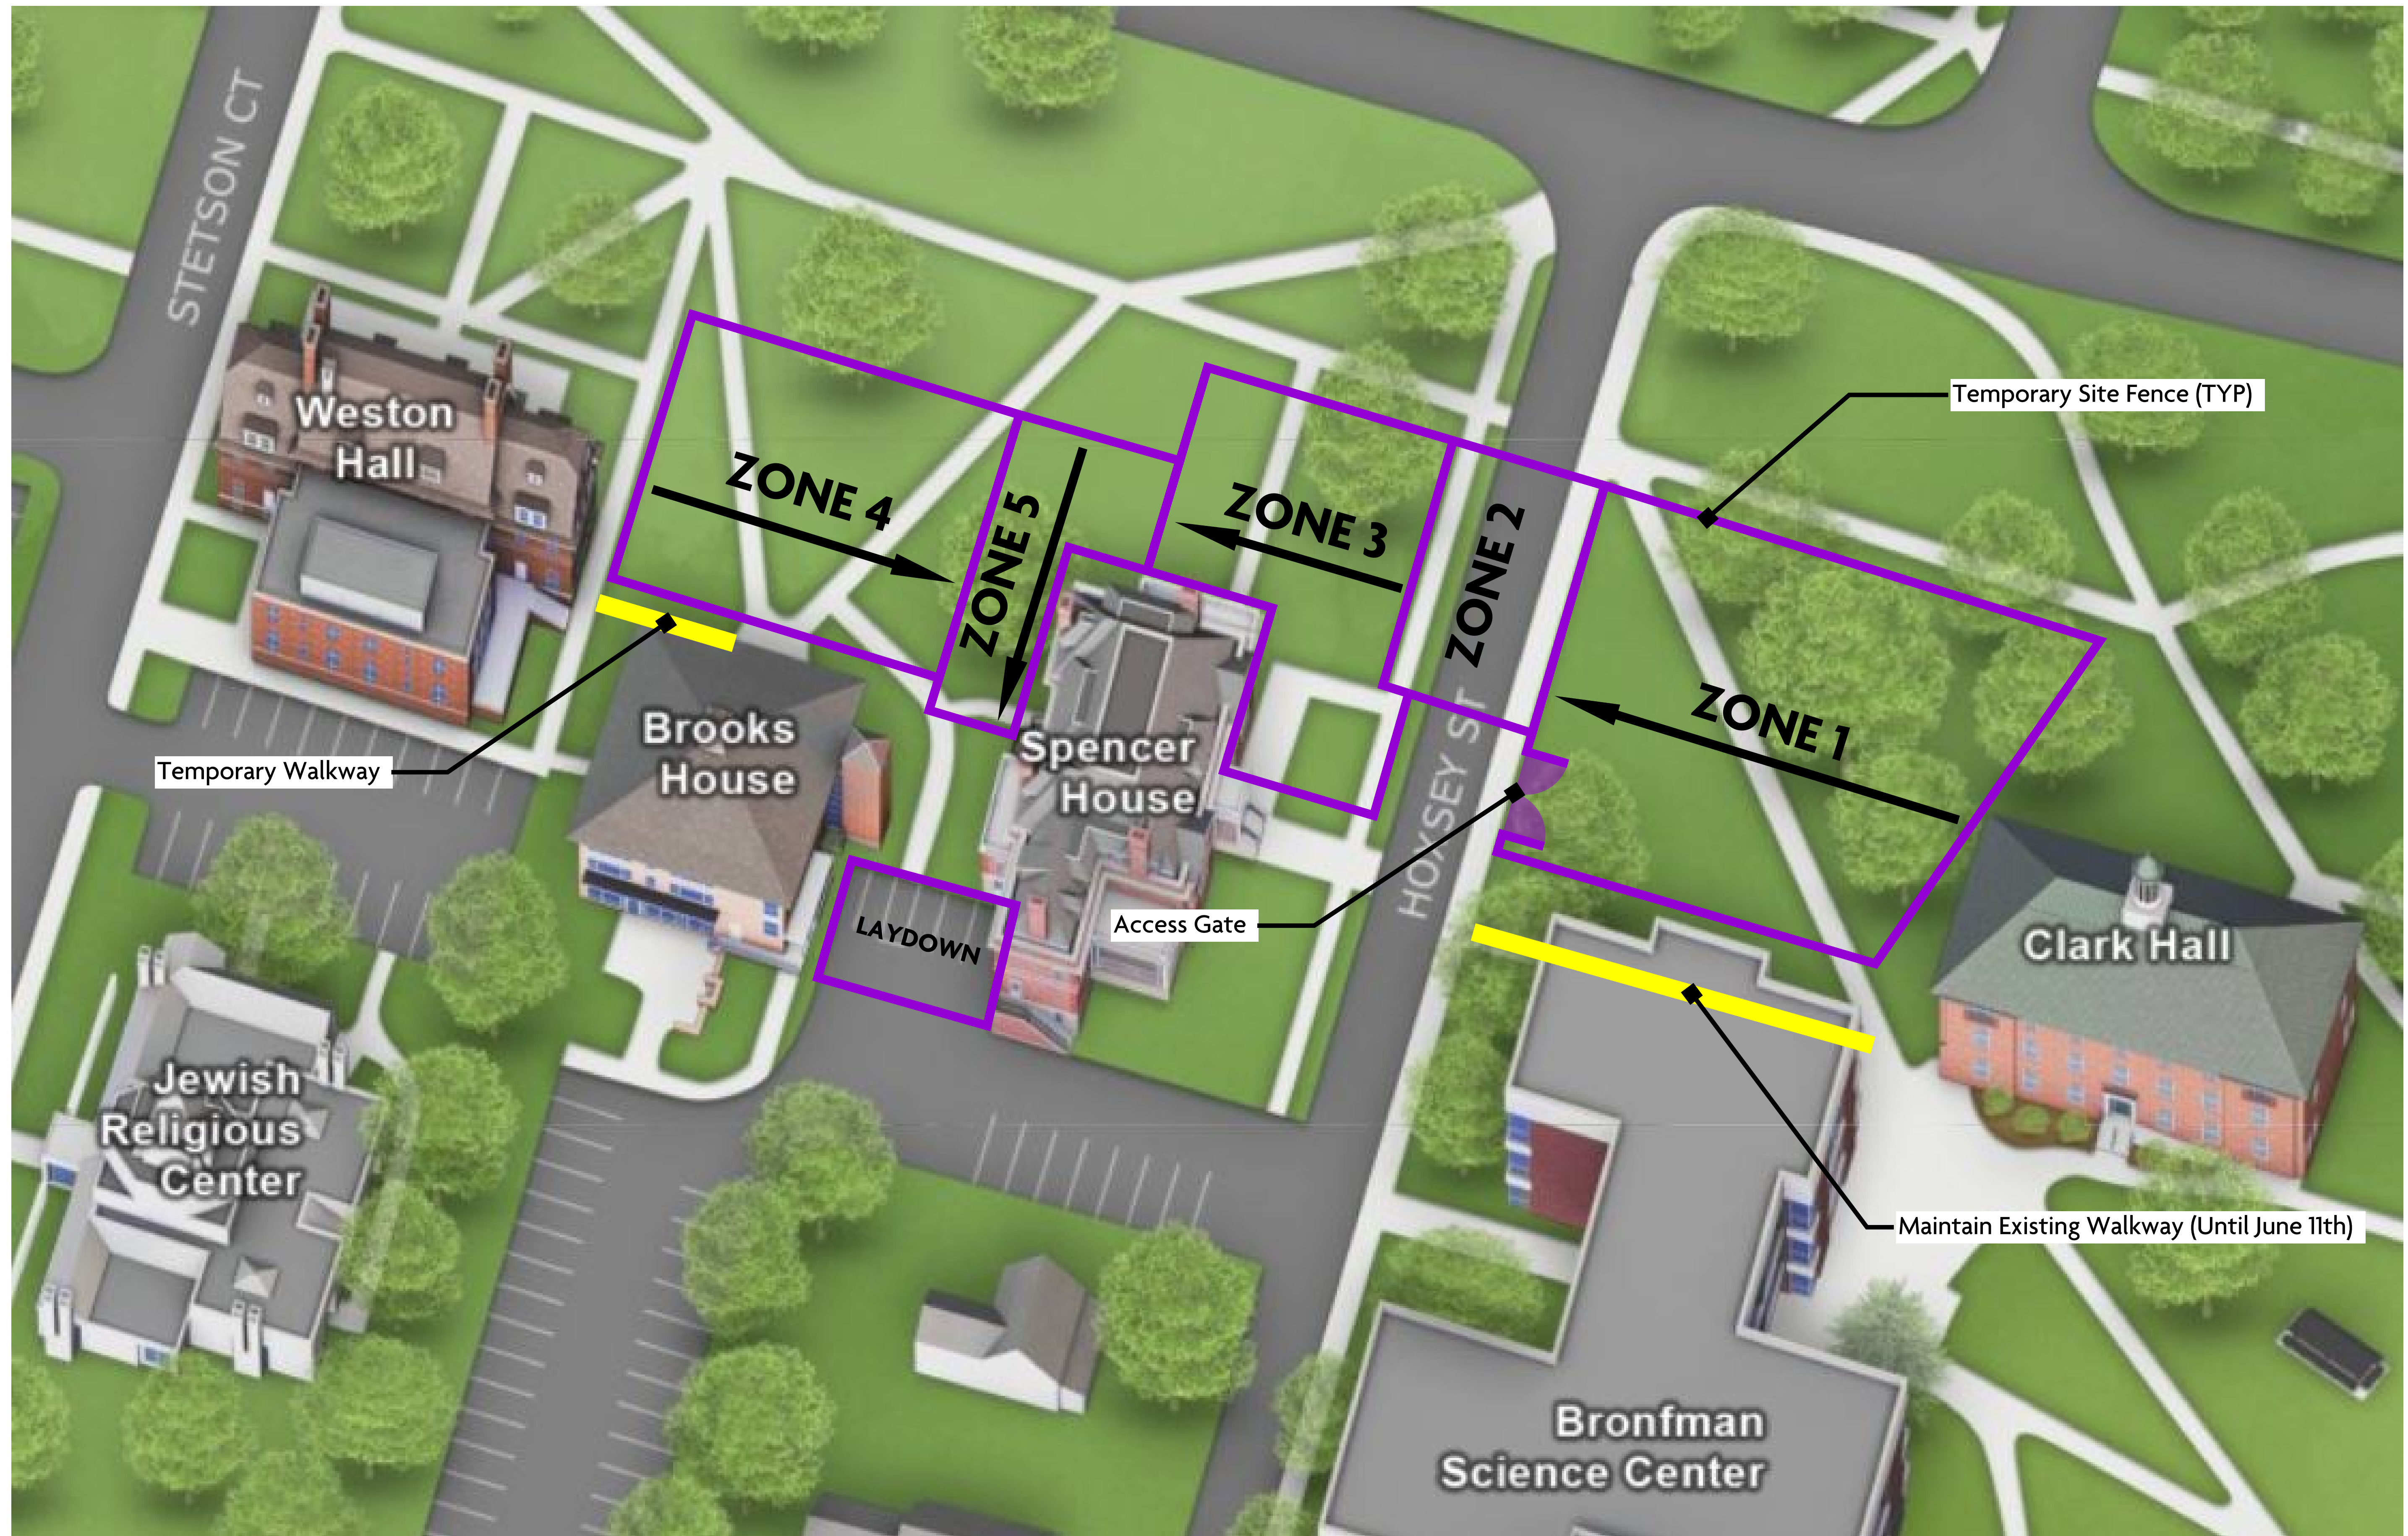 STETSON CT
Weston
Hall
Temporary Site Fence (TYP)
ZONE 4
ZONE 5
ZONE 3
ZONE 2
ZONE 1
Temporary Walkway
Brooks
House
Spencer
House
HOXSEY ST
Access Gate
LAYDOWN
Clark Hall
Jewish
Religious
Center
Maintain Existing Walkway (Until June 11th)
Bronfman
Science Center